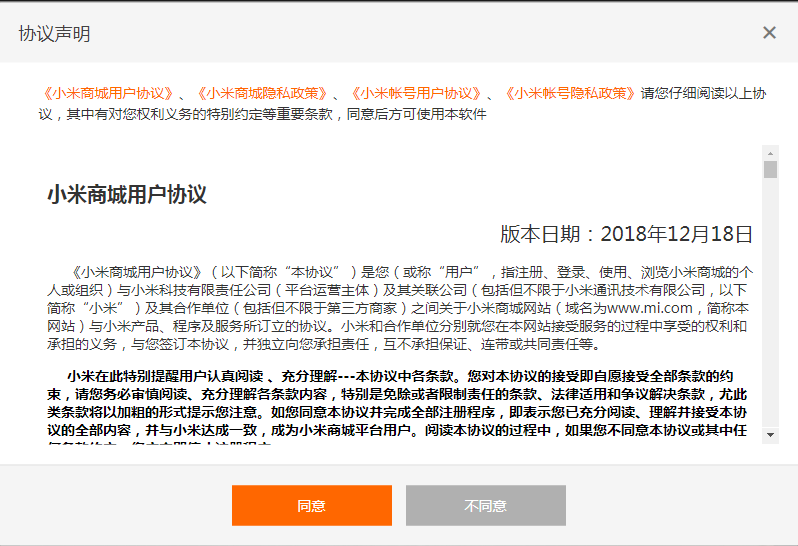 协议声明
《小米商城用户协议》、《小米商城隐私政策》、《小米帐号用户协议》、《小米帐号隐私政策》请您仔细阅读以上协
议，其中有对您权利义务的特别约定等重要条款，同意后方可使用本软件
小米商城用户协议
版本日期：2018年12月18日
《小米商城用户协议》（以下简称“本协议”）是您（或称“用户”，指注册、登录、使用、浏览小米商城的个
人或组织）与小米科技有限责任公司（平台运营主体）及其关联公司（包括但不限于小米通讯技术有限公司，以下
简称“小米”）及其合作单位（包括但不限于第三方商家）之间关于小米商城网站（域名为www.mi.com，简称本
网站）与小米产品、程序及服务所订立的协议。小米和合作单位分别就您在本网站接受服务的过程中享受的权利和
承担的义务，与您签订本协议，并独立向您承担责任，互不承担保证、连带或共同责任等。
小米在此特别提醒用户认真阅读 、充分理解---本协议中各条款。您对本协议的接受即自愿接受全部条款的约
束，请您务必审慎阅读、充分理解各条款内容，特别是免除或者限制责任的条款、法律适用和争议解决条款，尤此
类条款将以加粗的形式提示您注意。如您同意本协议并完成全部注册程序，即表示您已充分阅读、理解并接受本协
议的全部内容，并与小米达成一致，成为小米商城平台用户。阅读本协议的过程中，如果您不同意本协议或其中任
同意
不同意